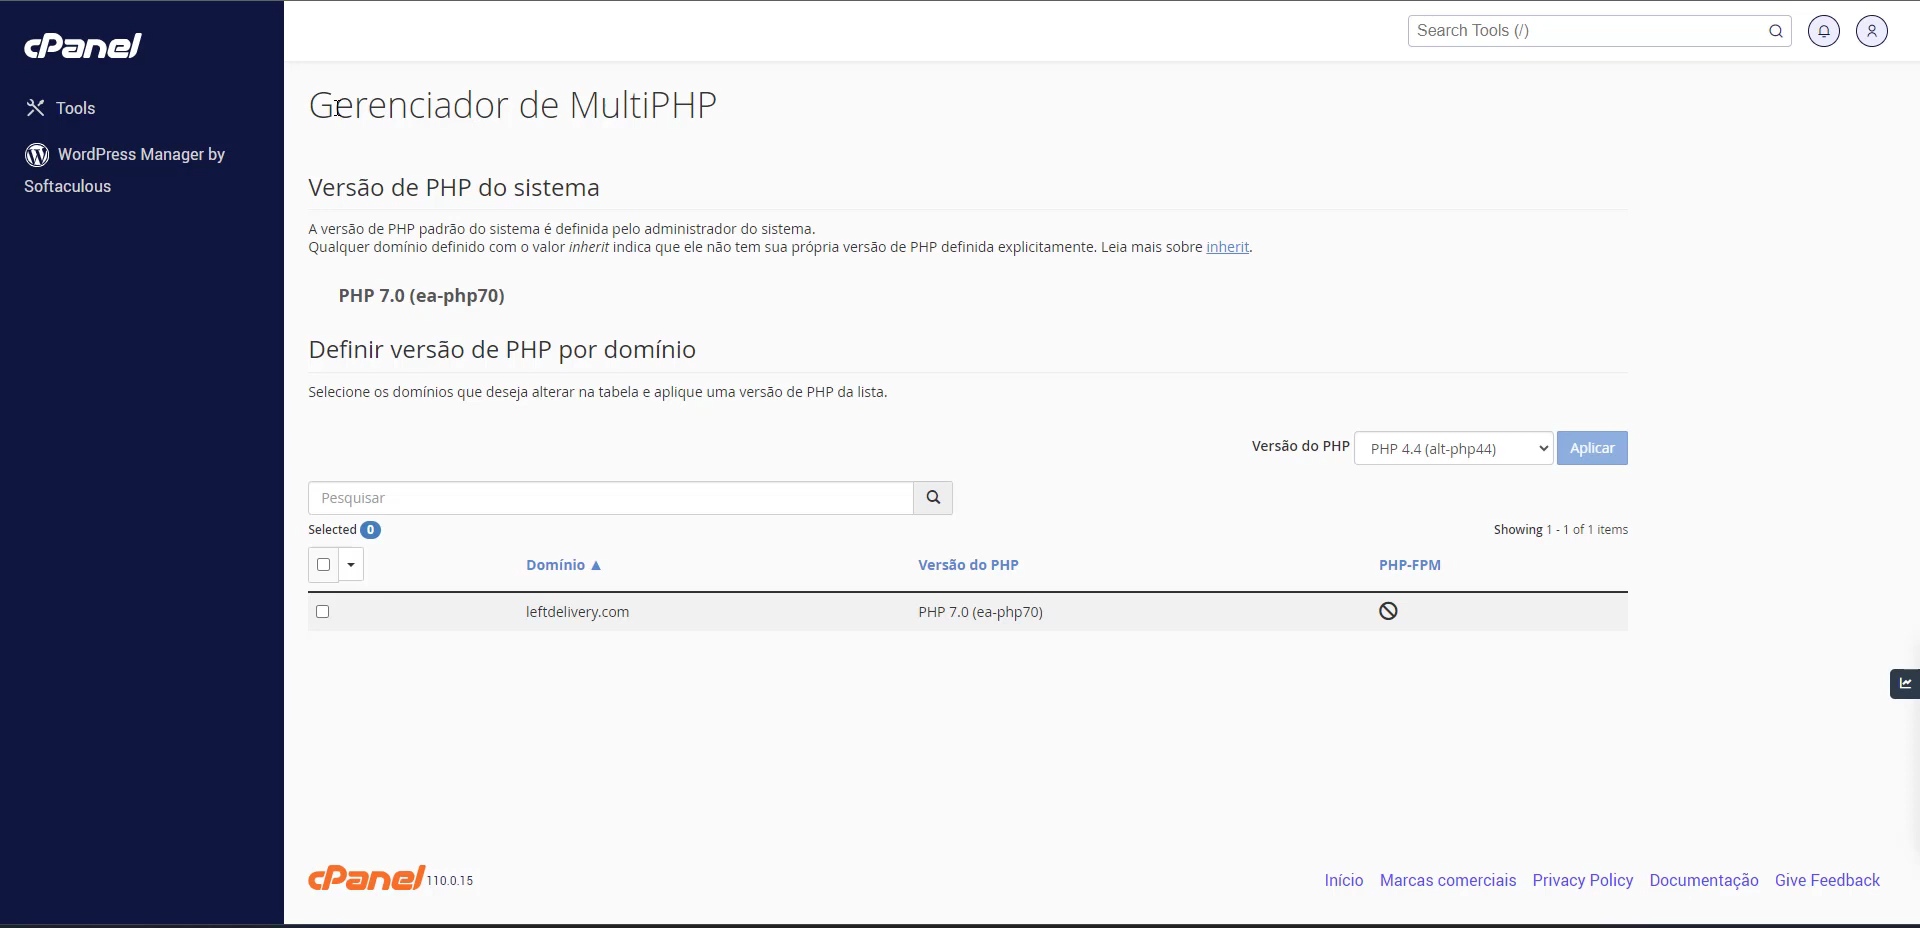 cPanel
Search Tools (/)
Tools
WordPress Manager by
Softaculous
Gerenciador de MultiPHP
Versão de PHP do sistema
A versão de PHP padrão do sistema é definida pelo administrador do sistema.
Qualquer domínio definido com o valor inherit indica que ele não tem sua própria versão de PHP definida explicitamente. Leia mais sobre inherit.
PHP 7.0 (ea-php70)
Definir versão de PHP por domínio
Selecione os domínios que deseja alterar na tabela e aplique uma versão de PHP da lista.
Versão do PHP PHP 4.4 (alt-php44) Aplicar
Pesquisar
Selected 0 Showing 1 - 1 of 1 items
Domínio ▲ Versão do PHP PHP-FPM
leftdelivery.com PHP 7.0 (ea-php70)
cPanel 110.0.15 Início Marcas comerciais Privacy Policy Documentação Give Feedback